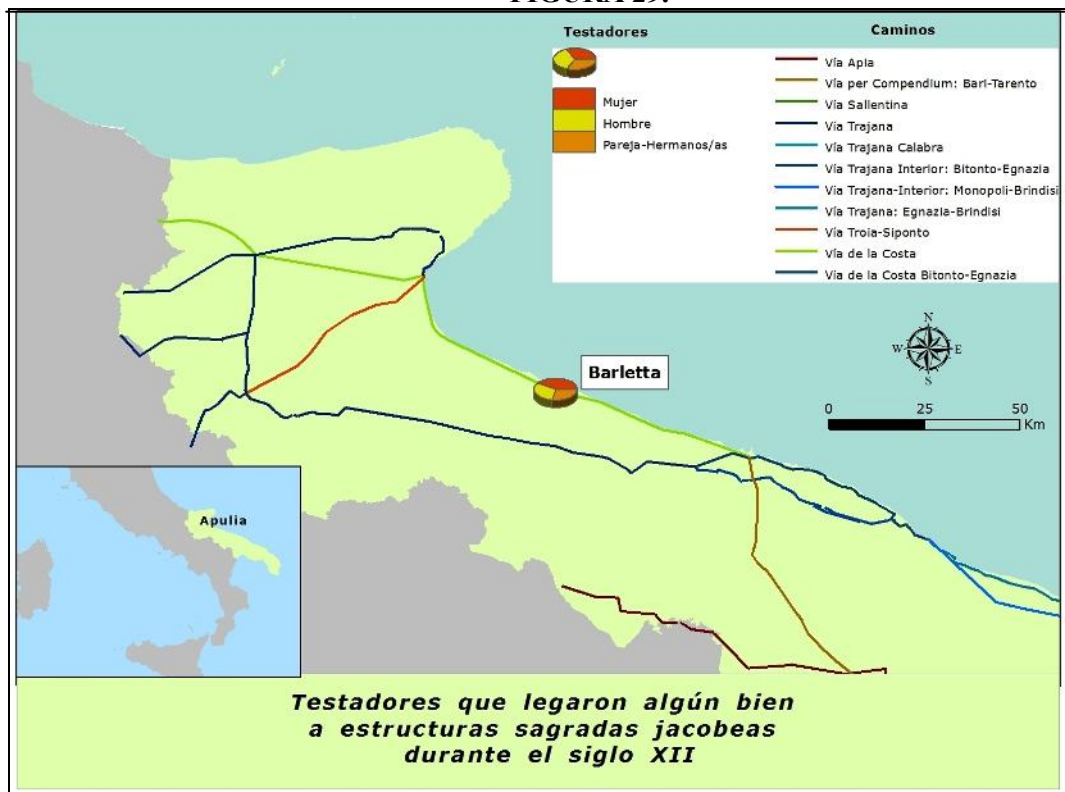 FIGURA 29.
Testadores
Mujer
Hombre
Pareja-Hermanos/as
Caminos
Vía Apia
Vía per Compendium: Bari-Tarento
Vía Sallentina
Vía Trajana
Vía Trajana Calabra
Vía Trajana Interior: Bitonto-Egnazia
Vía Trajana-Interior: Monopoli-Brindisi
Vía Trajana: Egnazia-Brindisi
Vía Troia-Siponto
Vía de la Costa
Vía de la Costa Bitonto-Egnazia
N
W E
S
Barletta
0 25 50
Km
Apulia
Testadores que legaron algún bien
a estructuras sagradas jacobeas
durante el siglo XII